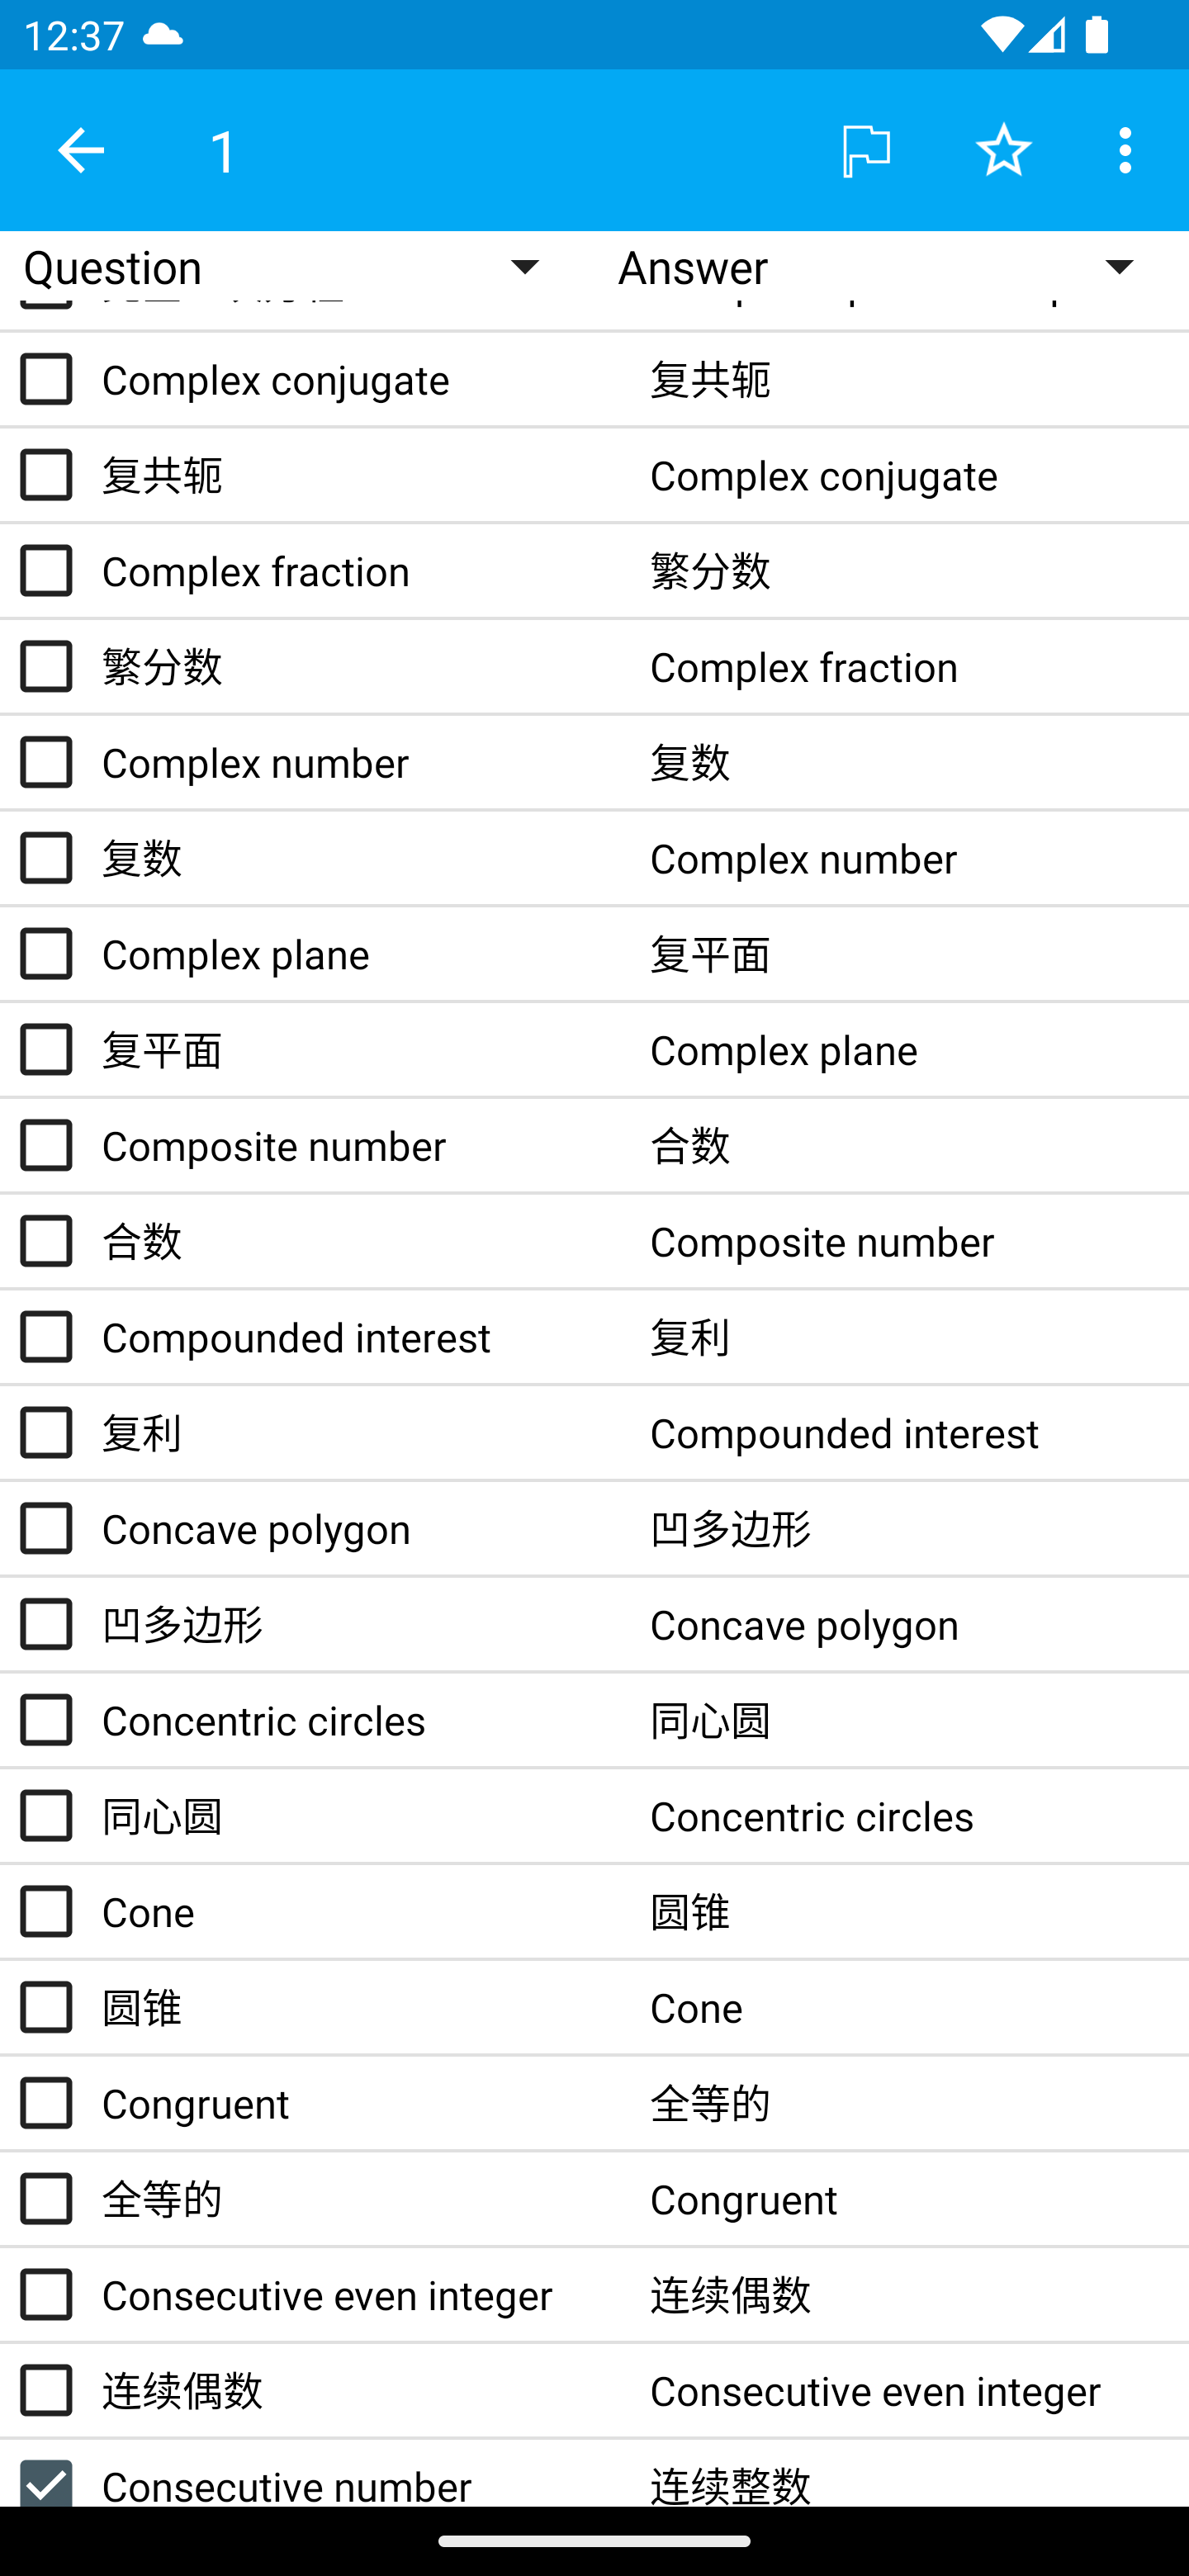 12:37
1
Question Answer
Complex conjugate 复共轭
复共轭 Complex conjugate
Complex fraction 繁分数
繁分数 Complex fraction
Complex number 复数
复数 Complex number
Complex plane 复平面
复平面 Complex plane
Composite number 合数
合数 Composite number
Compounded interest 复利
复利 Compounded interest
Concave polygon 凹多边形
凹多边形 Concave polygon
Concentric circles 同心圆
同心圆 Concentric circles
Cone 圆锥
圆锥 Cone
Congruent 全等的
全等的 Congruent
Consecutive even integer 连续偶数
连续偶数 Consecutive even integer
Consecutive number 连续整数